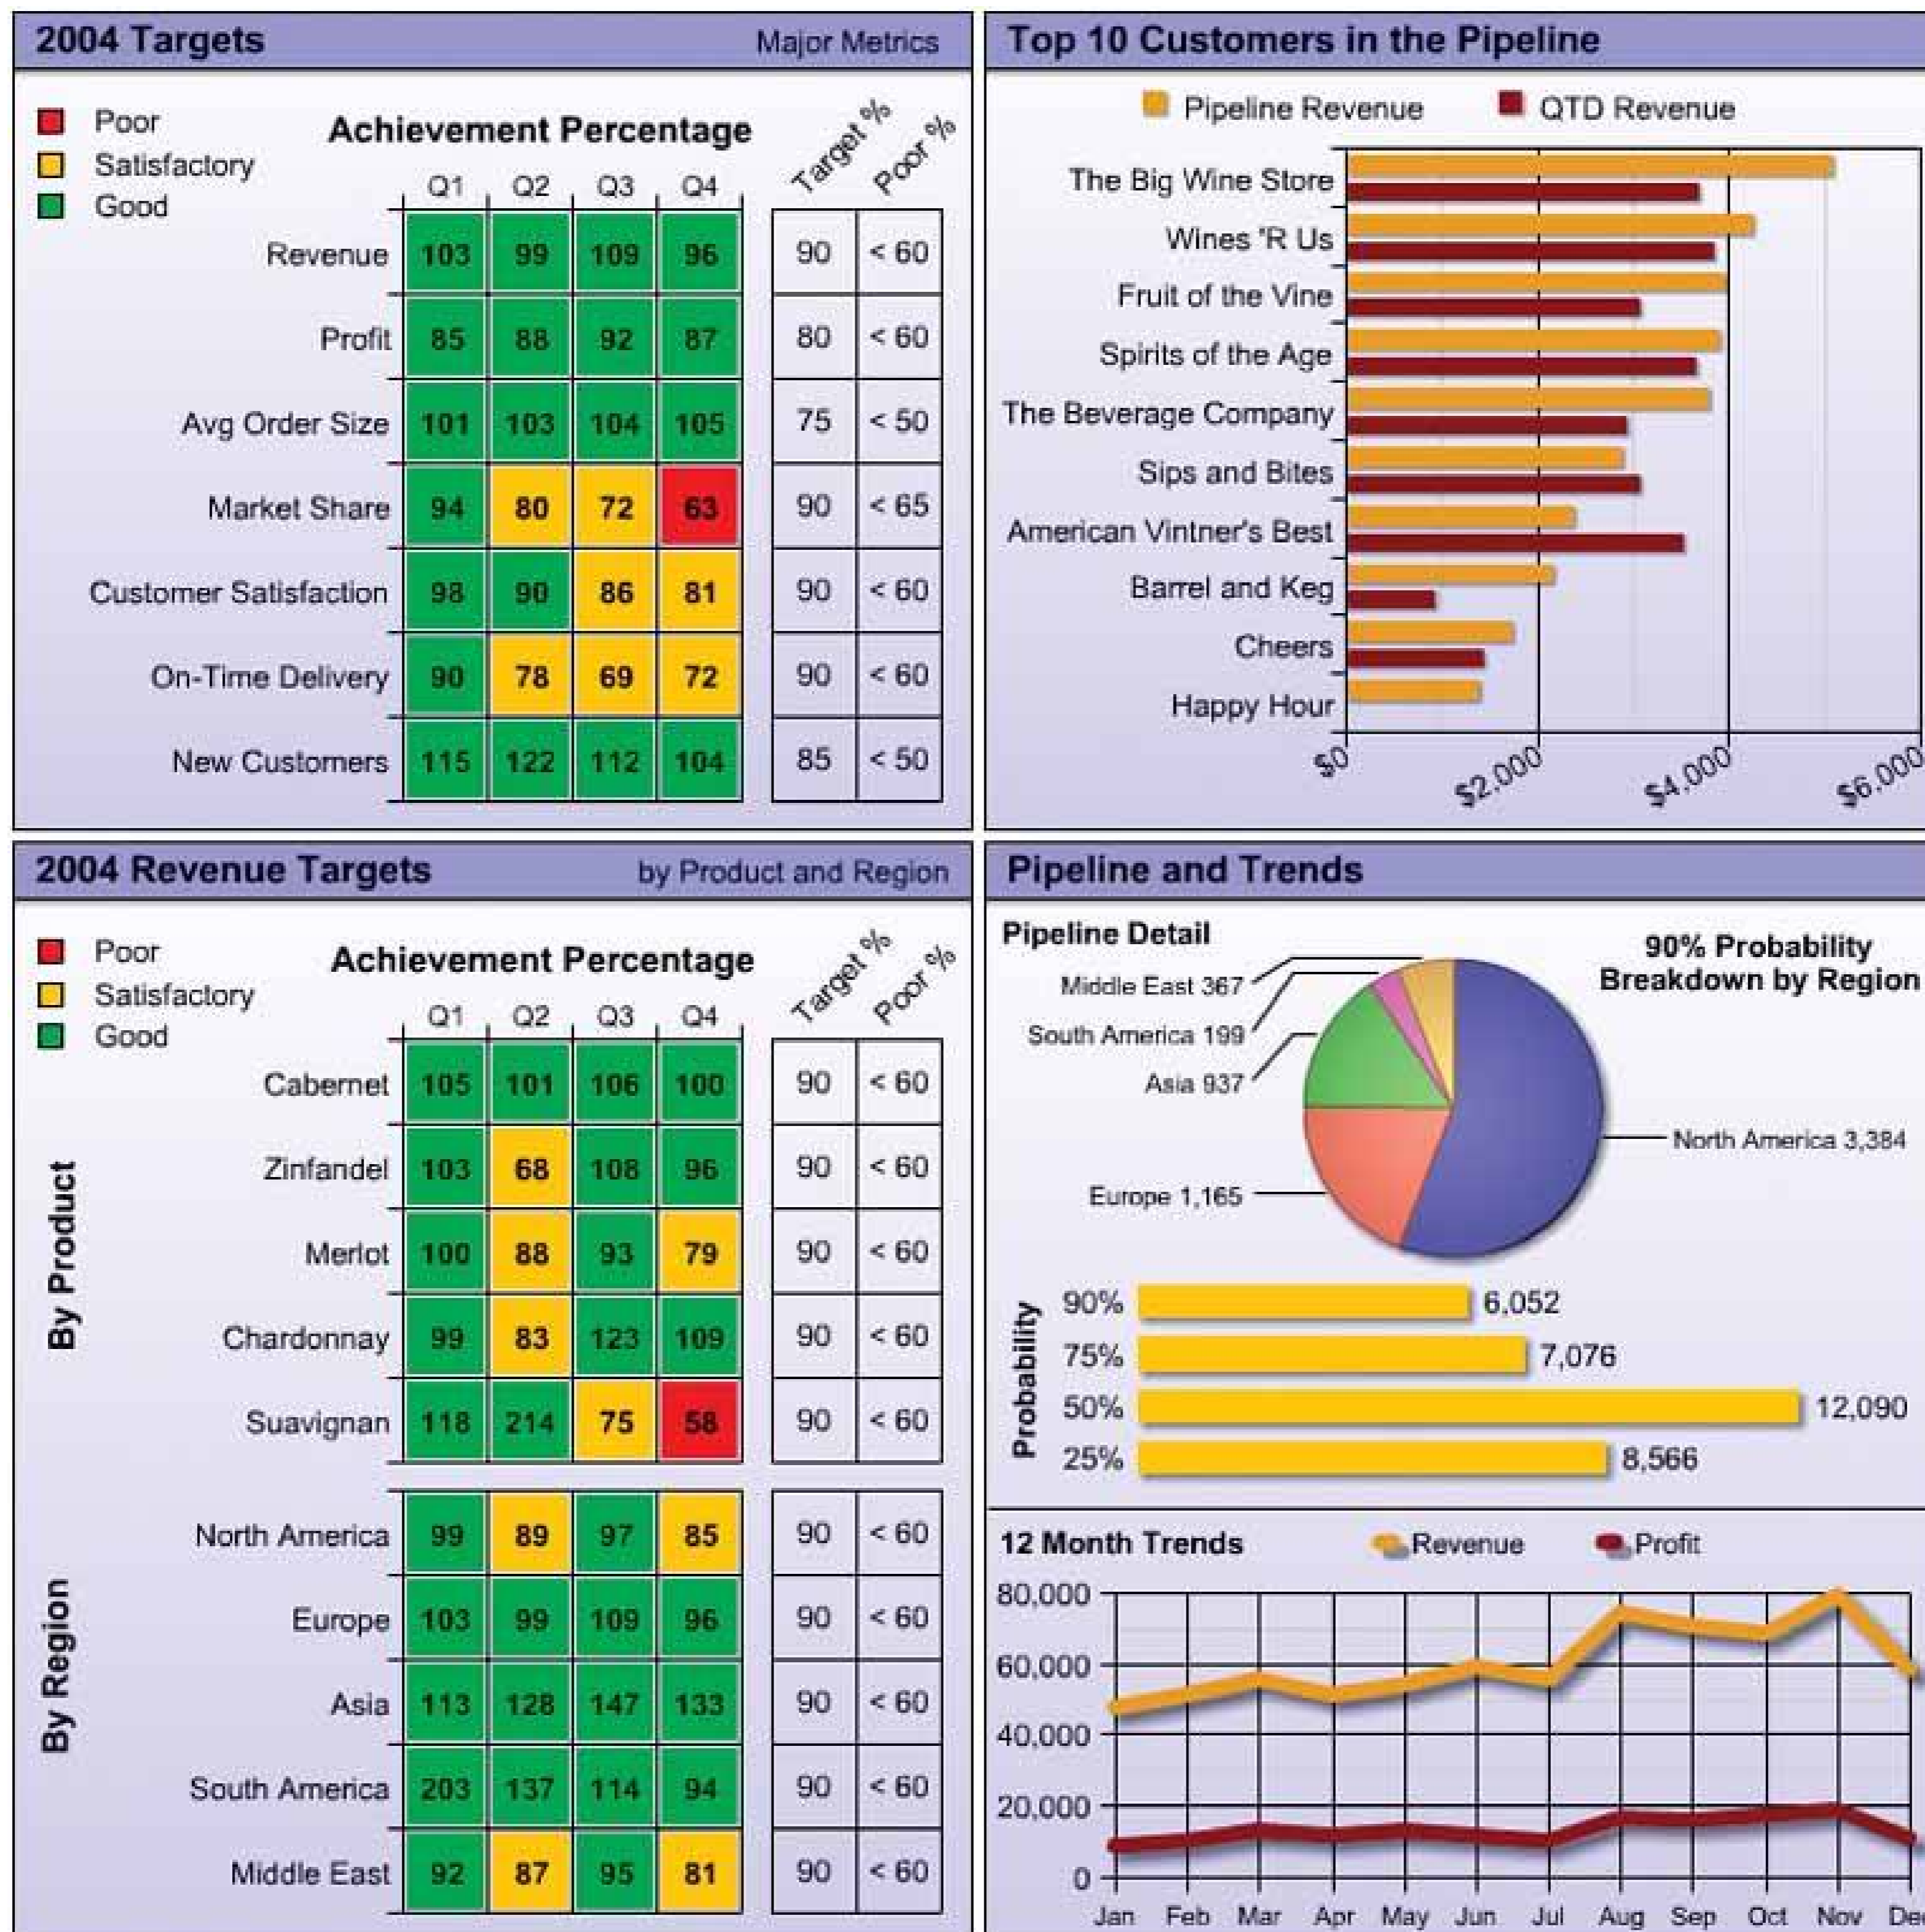 2004 Targets Major Metrics
Poor
Satisfactory
Good
Achievement Percentage
Target % Poor %
Q1 Q2 Q3 Q4
Revenue 103 99 109 96 90 < 60
Profit 85 88 92 87 80 < 60
Avg Order Size 101 103 104 105 75 < 50
Market Share 94 80 72 63 90 < 65
Customer Satisfaction 98 90 86 81 90 < 60
On-Time Delivery 90 78 69 72 90 < 60
New Customers 115 122 112 104 85 < 50
Top 10 Customers in the Pipeline
Pipeline Revenue QTD Revenue
The Big Wine Store
Wines 'R Us
Fruit of the Vine
Spirits of the Age
The Beverage Company
Sips and Bites
American Vintner's Best
Barrel and Keg
Cheers
Happy Hour
$0 $2,000 $4,000 $6,000
2004 Revenue Targets by Product and Region
Poor
Satisfactory
Good
Achievement Percentage
Target % Poor %
Q1 Q2 Q3 Q4
By Product
Cabernet 105 101 106 100 90 < 60
Zinfandel 103 68 108 96 90 < 60
Merlot 100 88 93 79 90 < 60
Chardonnay 99 83 123 109 90 < 60
Suavignan 118 214 75 58 90 < 60
By Region
North America 99 89 97 85 90 < 60
Europe 103 99 109 96 90 < 60
Asia 113 128 147 133 90 < 60
South America 203 137 114 94 90 < 60
Middle East 92 87 95 81 90 < 60
Pipeline and Trends
Pipeline Detail
90% Probability
Breakdown by Region
Middle East 367
South America 199
Asia 937
North America 3,384
Europe 1,165
Probability
90% 6,052
75% 7,076
50% 12,090
25% 8,566
12 Month Trends Revenue Profit
80,000
60,000
40,000
20,000
0
Jan Feb Mar Apr May Jun Jul Aug Sep Oct Nov Dec